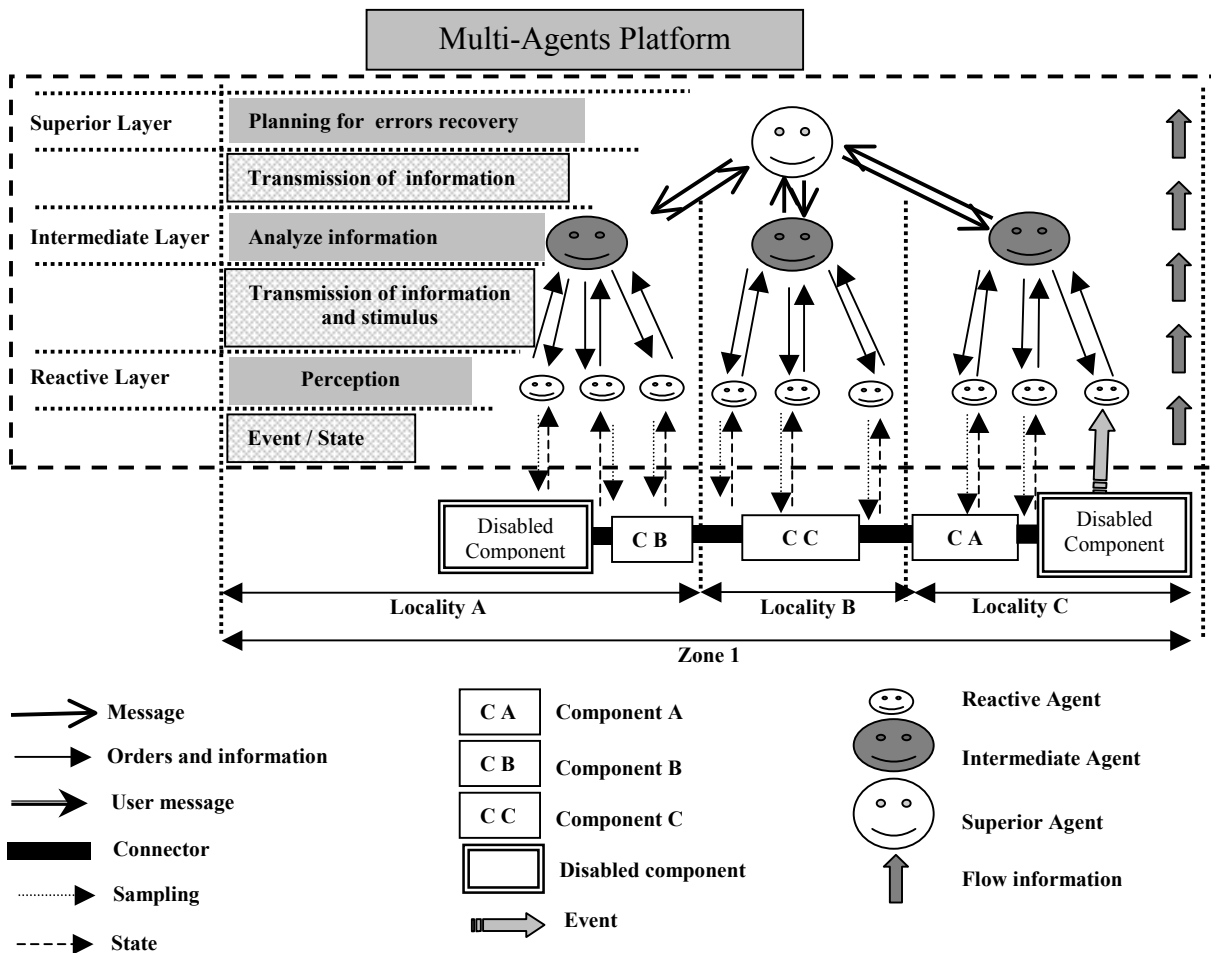 Multi-Agents Platform
Superior Layer
Planning for errors recovery
Transmission of information
Intermediate Layer
Analyze information
Transmission of information
and stimulus
Reactive Layer
Perception
Event / State
Disabled
Component
C B
C C
C A
Disabled
Component
Locality A
Locality B
Locality C
Zone 1
Message
Orders and information
User message
Connector
Sampling
State
C A
Component A
C B
Component B
C C
Component C
Disabled component
Event
Reactive Agent
Intermediate Agent
Superior Agent
Flow information